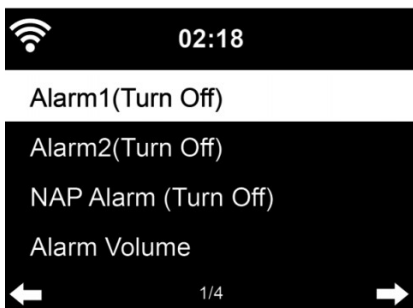 02:18
Alarm1(Turn Off)
Alarm2(Turn Off)
NAP Alarm (Turn Off)
Alarm Volume
1/4